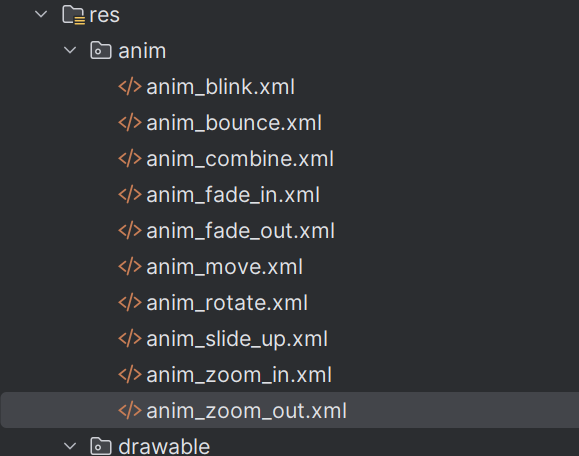 res
anim
</> anim_blink.xml
</> anim_bounce.xml
</> anim_combine.xml
</> anim_fade_in.xml
</> anim_fade_out.xml
</> anim_move.xml
</> anim_rotate.xml
</> anim_slide_up.xml
</> anim_zoom_in.xml
</> anim_zoom_out.xml
drawable